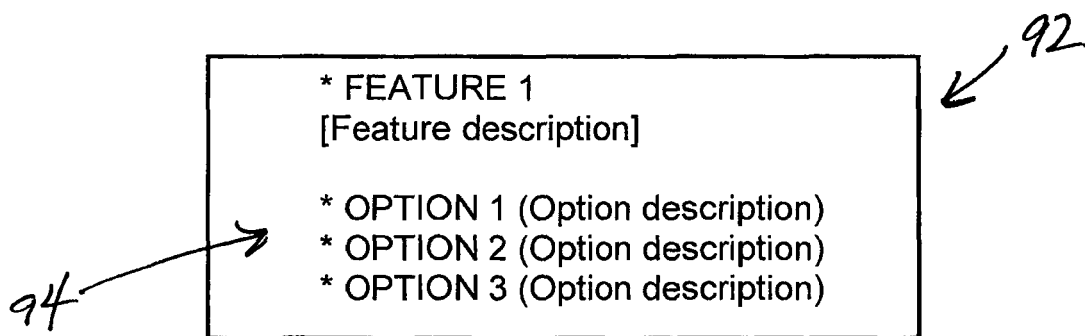 92
* FEATURE 1
[Feature description]
* OPTION 1 (Option description)
* OPTION 2 (Option description)
* OPTION 3 (Option description)
94